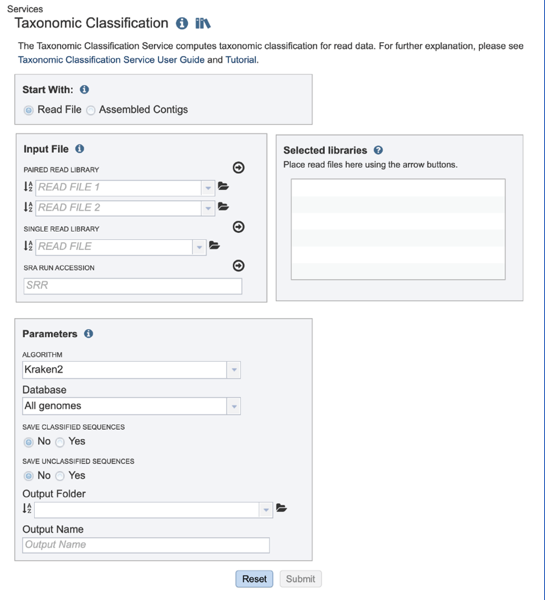 Services
Taxonomic Classification
The Taxonomic Classification Service computes taxonomic classification for read data. For further explanation, please see
Taxonomic Classification Service User Guide and Tutorial.
Start With:
Read File Assembled Contigs
Input File
PAIRED READ LIBRARY
READ FILE 1
READ FILE 2
SINGLE READ LIBRARY
READ FILE
SRA RUN ACCESSION
SRR
Selected libraries
Place read files here using the arrow buttons.
Parameters
ALGORITHM
Kraken2
Database
All genomes
SAVE CLASSIFIED SEQUENCES
No Yes
SAVE UNCLASSIFIED SEQUENCES
No Yes
Output Folder
Output Name
Output Name
Reset Submit